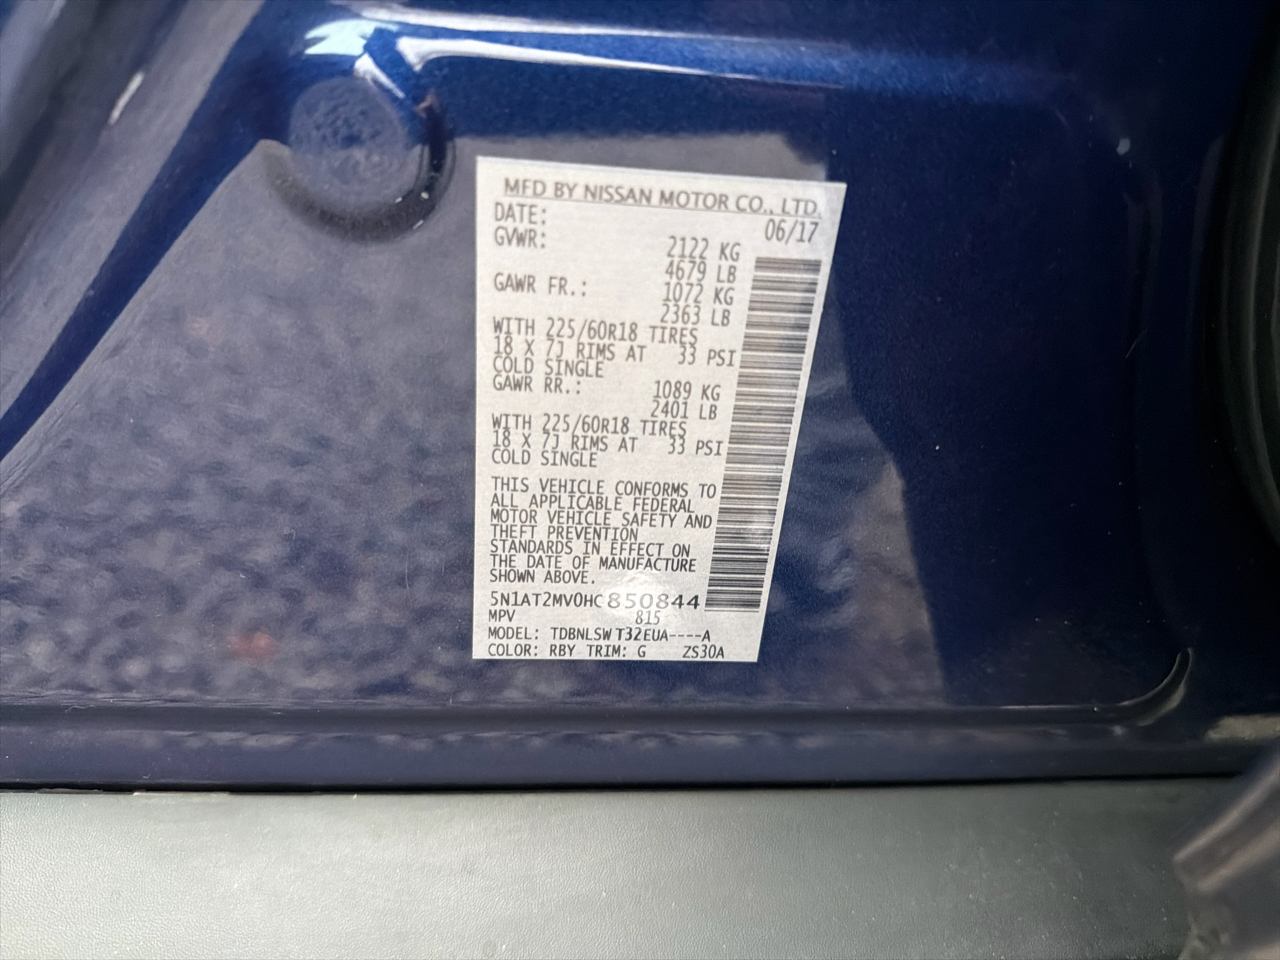 MFD BY NISSAN MOTOR CO., LTD.
DATE: 06/17
GVWR: 2122 KG
4679 LB
GAWR FR.: 1072 KG
2363 LB
WITH 225/60R18 TIRES
18 X 7J RIMS AT 33 PSI
COLD SINGLE
GAWR RR.: 1089 KG
2401 LB
WITH 225/60R18 TIRES
18 X 7J RIMS AT 33 PSI
COLD SINGLE
THIS VEHICLE CONFORMS TO
ALL APPLICABLE FEDERAL
MOTOR VEHICLE SAFETY AND
THEFT PREVENTION
STANDARDS IN EFFECT ON
THE DATE OF MANUFACTURE
SHOWN ABOVE.
5N1AT2MV0HC850844
MPV 815
MODEL: TDBNLSW T32EUA----A
COLOR: RBY TRIM: G ZS30A